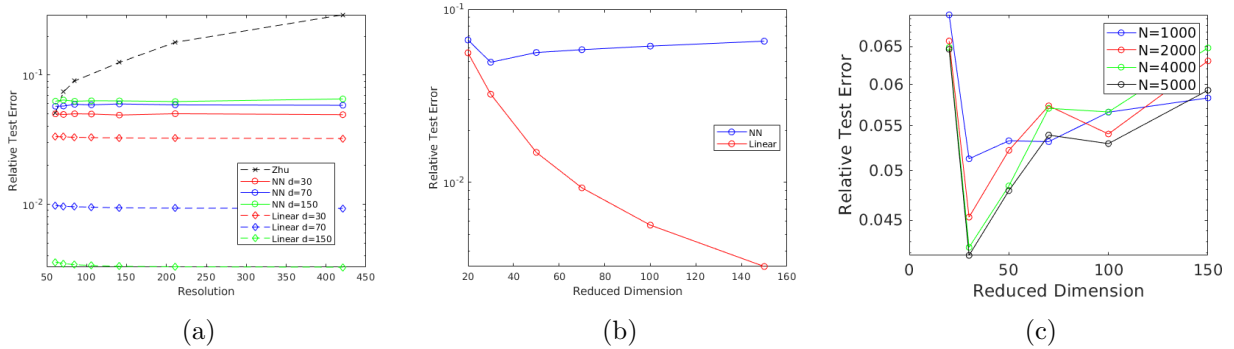 Relative Test Error
10^-1
10^-2
50 100 150 200 250 300 350 400 450
Resolution
Zhu
NN d=30
NN d=70
NN d=150
Linear d=30
Linear d=70
Linear d=150
(a)
Relative Test Error
10^-1
10^-2
20 40 60 80 100 120 140 160
Reduced Dimension
NN
Linear
(b)
Relative Test Error
0.065
0.06
0.055
0.05
0.045
0 50 100 150
Reduced Dimension
N=1000
N=2000
N=4000
N=5000
(c)